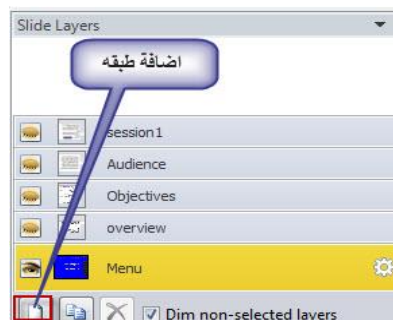 Slide Layers
اضافة طبقه
session1
Audience
Objectives
overview
Menu
Dim non-selected layers